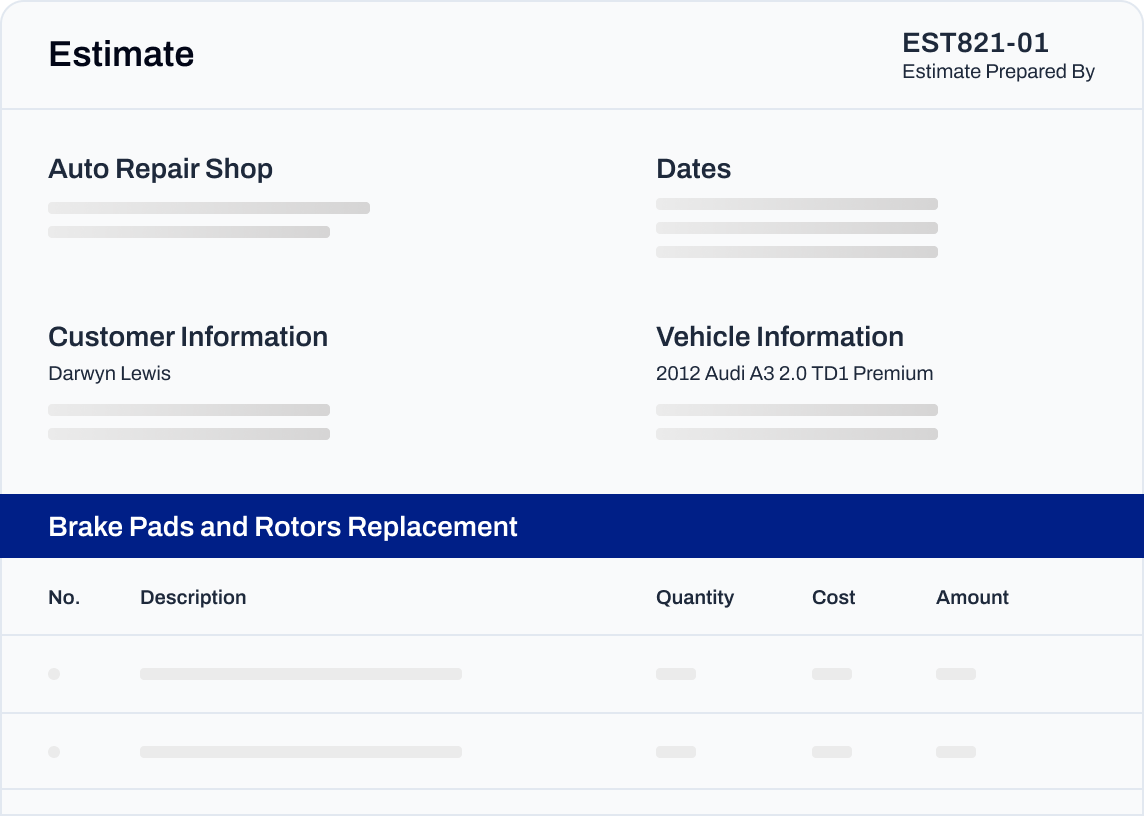 Estimate
EST821-01
Estimate Prepared By
Auto Repair Shop
Dates
Customer Information
Darwyn Lewis
Vehicle Information
2012 Audi A3 2.0 TD1 Premium
Brake Pads and Rotors Replacement
No. Description Quantity Cost Amount